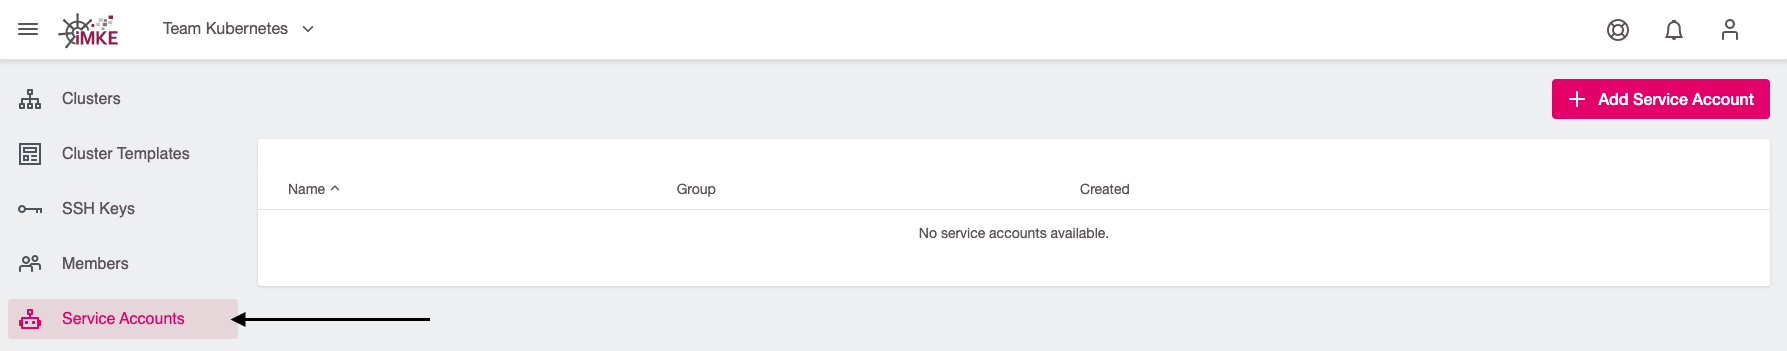 iMKE
Team Kubernetes
Clusters
Add Service Account
Cluster Templates
Name Group Created
SSH Keys
No service accounts available.
Members
Service Accounts